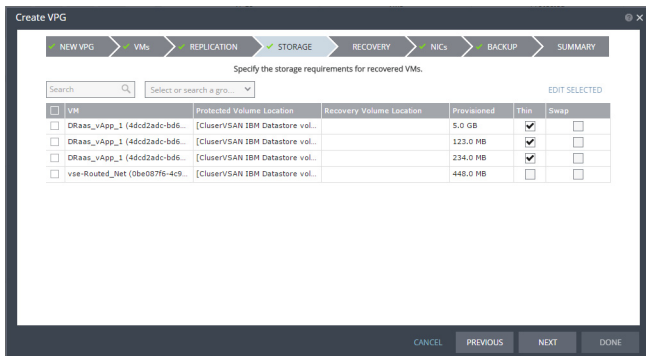 Create VPG
NEW VPG VMs REPLICATION STORAGE RECOVERY NICs BACKUP SUMMARY
Specify the storage requirements for recovered VMs.
Search Select or search a gro... EDIT SELECTED
VM Protected Volume Location Recovery Volume Location Provisioned Thin Swap
DRaas_vApp_1 (4dcd2adc-bd6... [CluserVSAN IBM Datastore vol... 5.0 GB
DRaas_vApp_1 (4dcd2adc-bd6... [CluserVSAN IBM Datastore vol... 123.0 MB
DRaas_vApp_1 (4dcd2adc-bd6... [CluserVSAN IBM Datastore vol... 234.0 MB
vse-Routed_Net (0be087f6-4c9... [CluserVSAN IBM Datastore vol... 448.0 MB
CANCEL PREVIOUS NEXT DONE